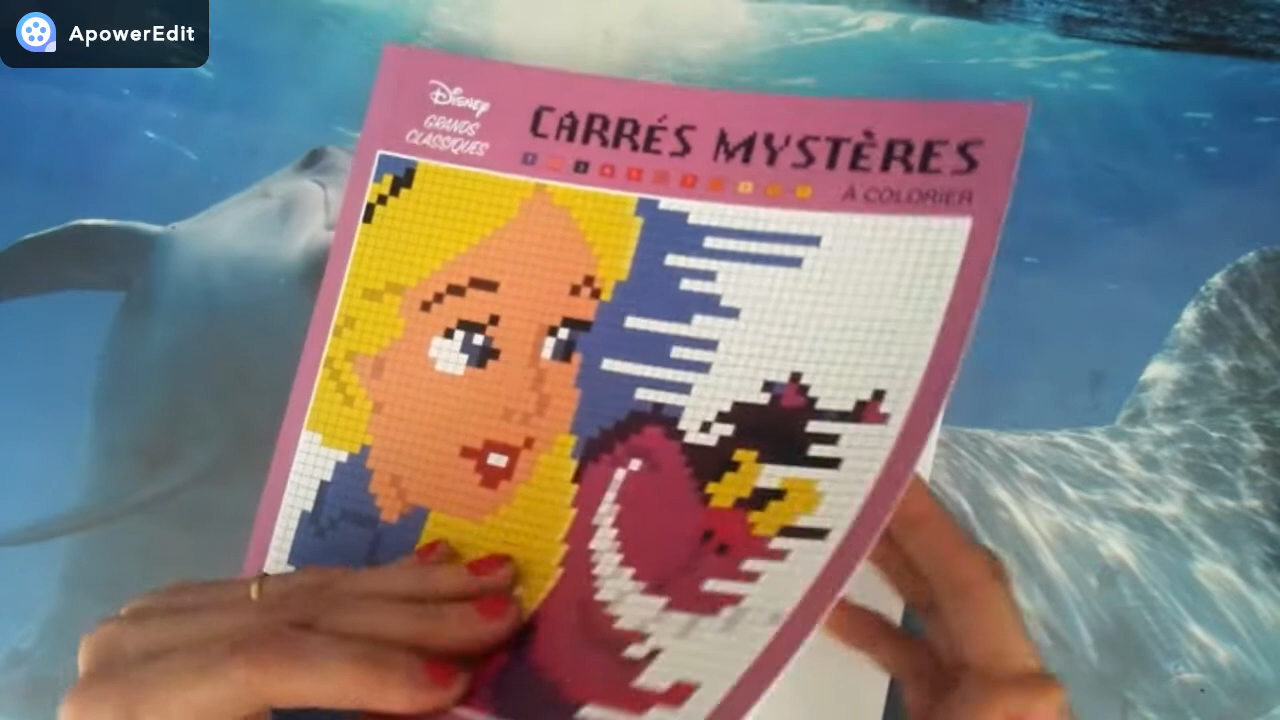 ApowerEdit
Disney
GRANDS
CLASSIQUES
CARRÉS MYSTÈRES
À COLORIER